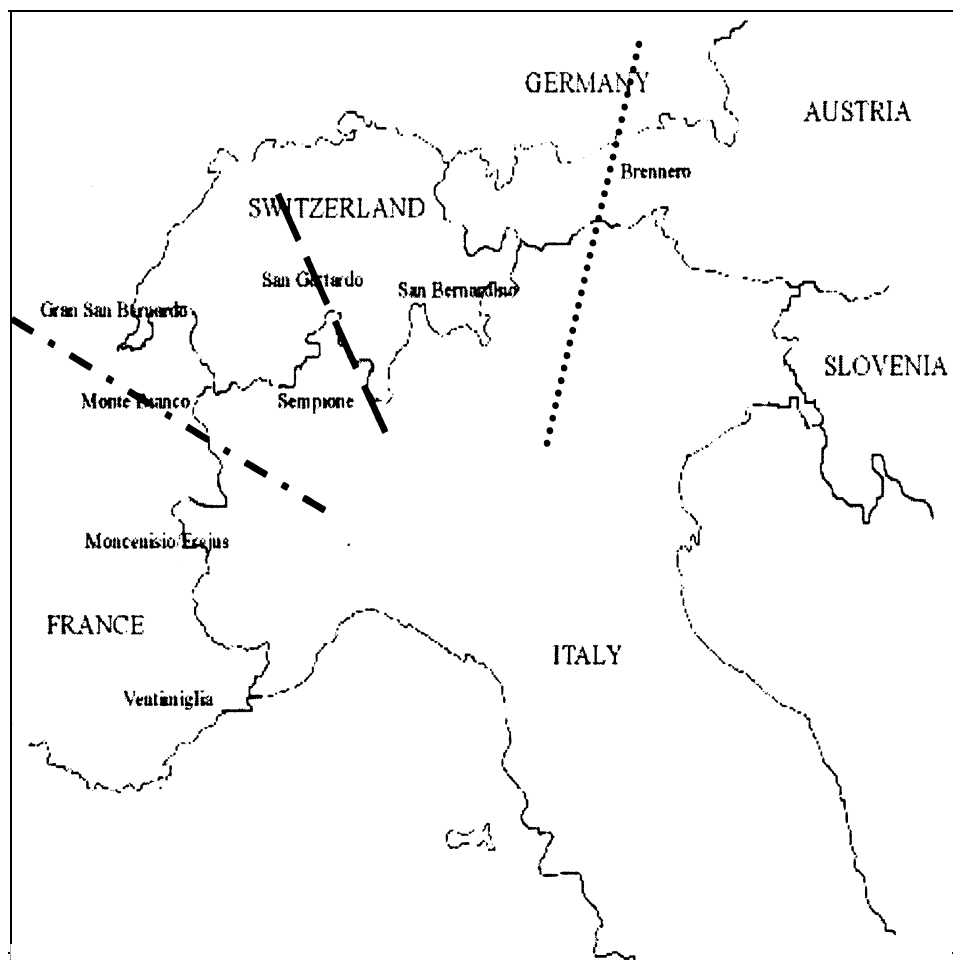 GERMANY
AUSTRIA
Brennero
SWITZERLAND
San Gottardo
San Bernardino
Gran San Bernardo
SLOVENIA
Monte Bianco
Sempione
Moncenisio/Frejus
FRANCE
ITALY
Ventimiglia